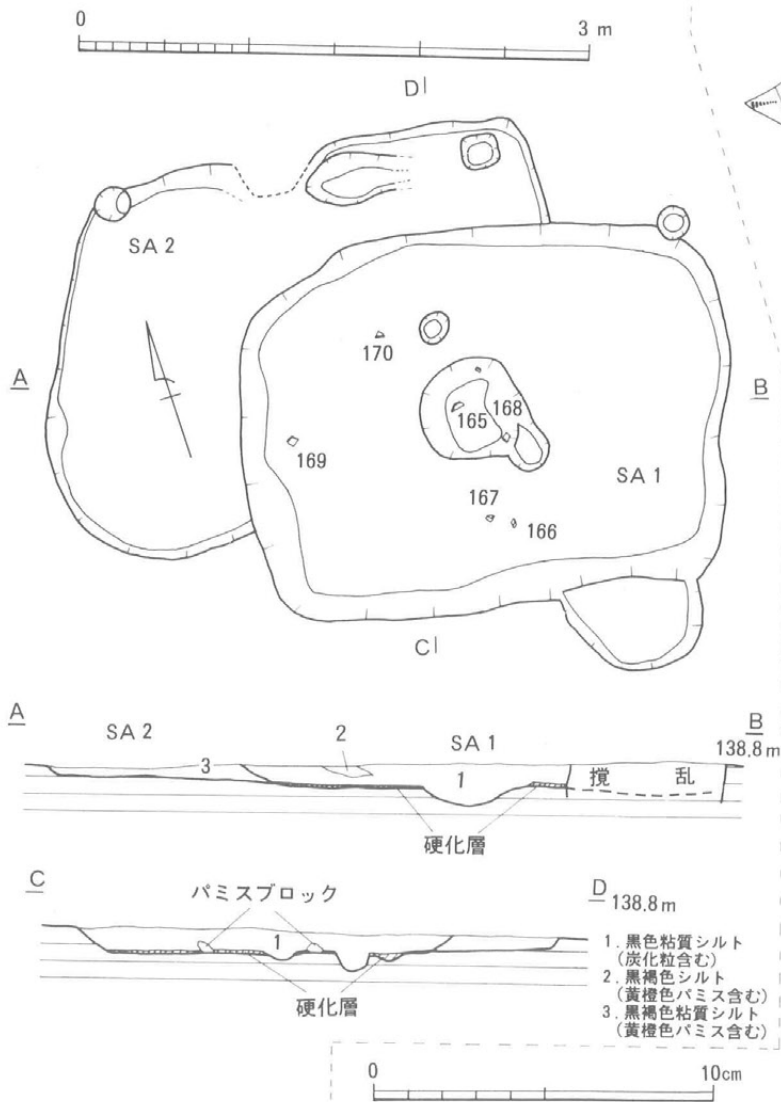 0 3 m
D
SA 2
170
A
B
165
168
169
SA 1
167
166
C
A
SA 2
2
SA 1
B
138.8 m
3
1
撹 乱
硬化層
C
パミスブロック
D
138.8 m
1
硬化層
1. 黒色粘質シルト
(炭化粒含む)
2. 黒褐色シルト
(黄橙色パミス含む)
3. 黒褐色粘質シルト
(黄橙色パミス含む)
0 10cm